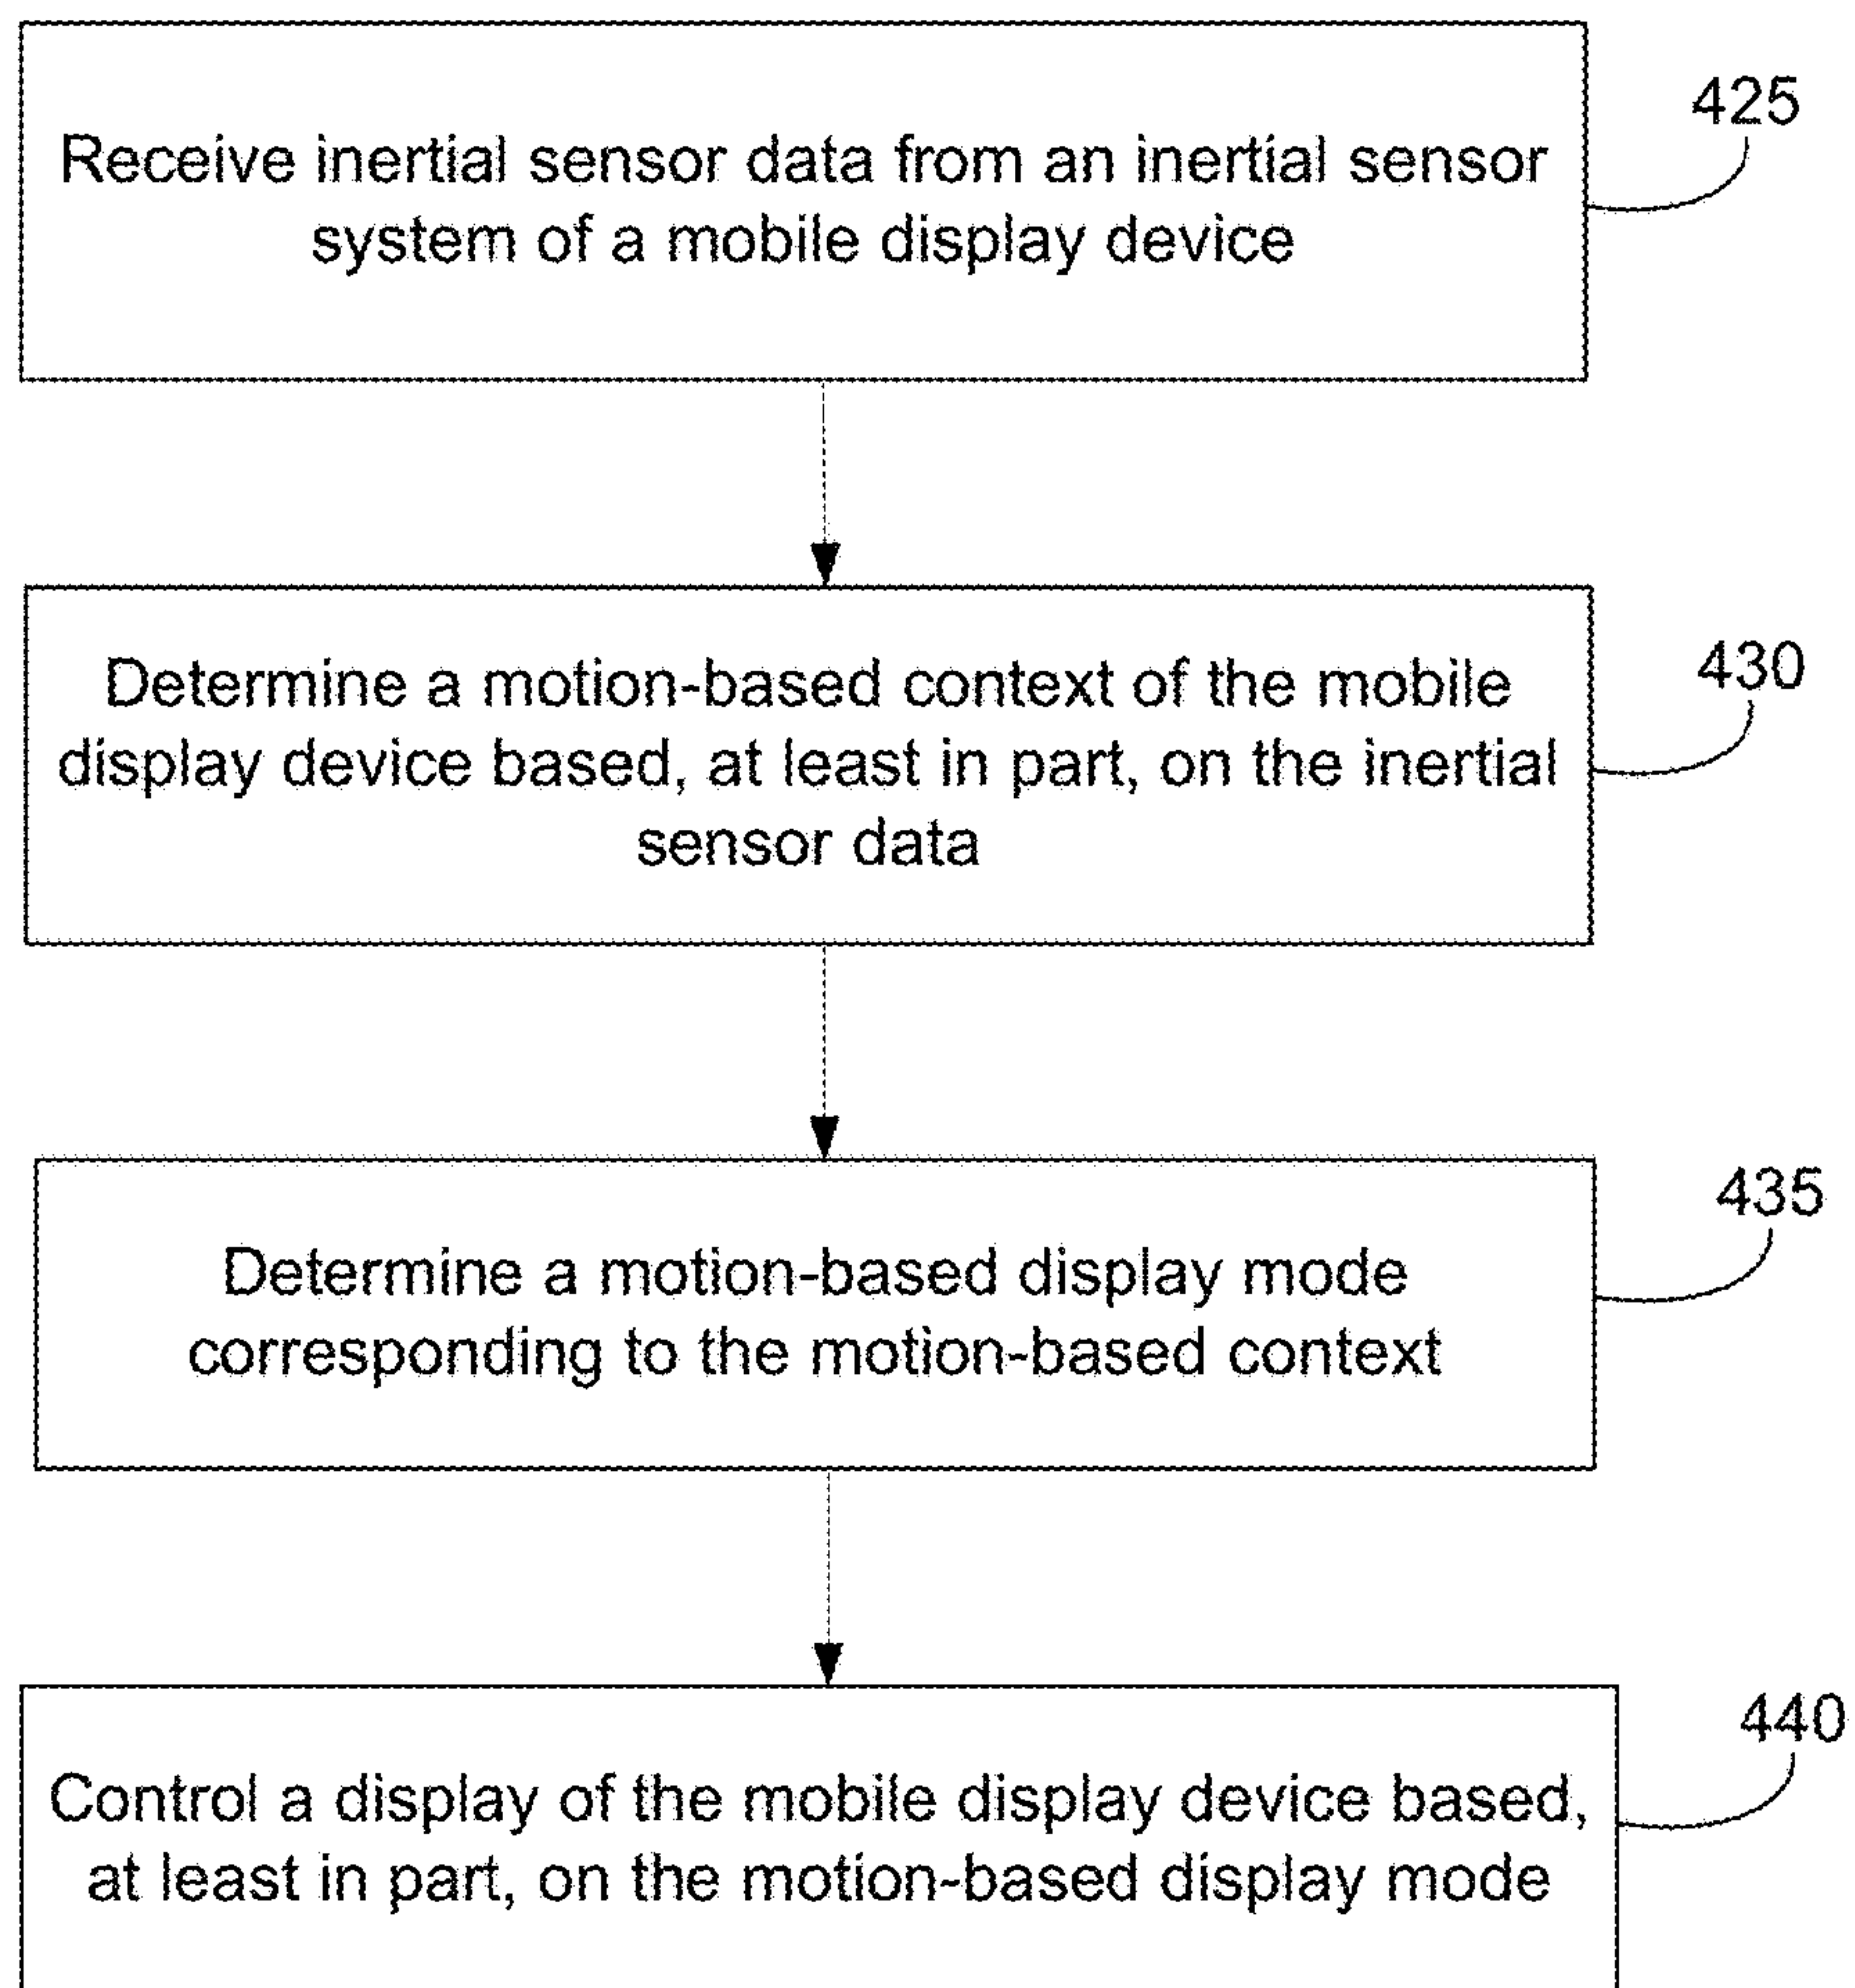 425
Receive inertial sensor data from an inertial sensor
system of a mobile display device
430
Determine a motion-based context of the mobile
display device based, at least in part, on the inertial
sensor data
435
Determine a motion-based display mode
corresponding to the motion-based context
440
Control a display of the mobile display device based,
at least in part, on the motion-based display mode